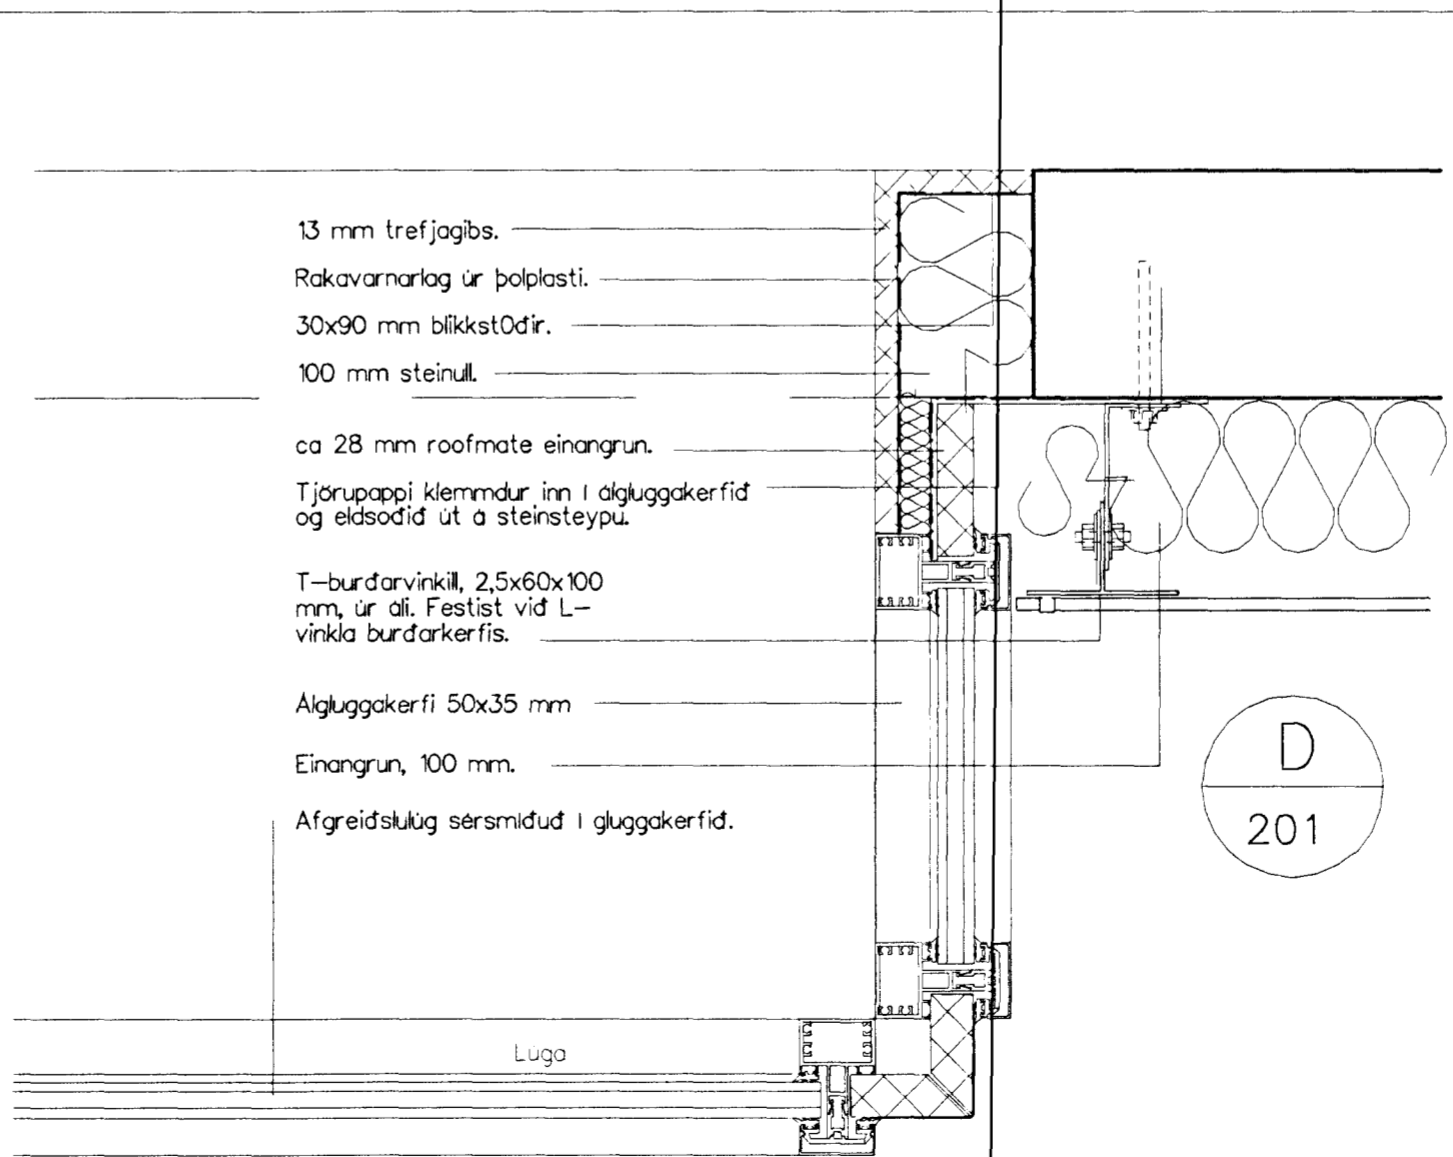 13 mm trefjagibs.
Rakavarnarlag úr þolplasti.
30x90 mm blikkst0ðir.
100 mm steinull.
ca 28 mm roofmate einangrun.
Tjörupappi klemmdur inn í álgluggakerfið
og eldsoðið út á steinsteypu.
T-burðarvinkill, 2,5x60x100
mm, úr áli. Festist við L-
vinkla burðarkerfis.
Álgluggakerfi 50x35 mm
Einangrun, 100 mm.
Afgreiðslulúg sérsmíðuð í gluggakerfið.
D
201
Lúga